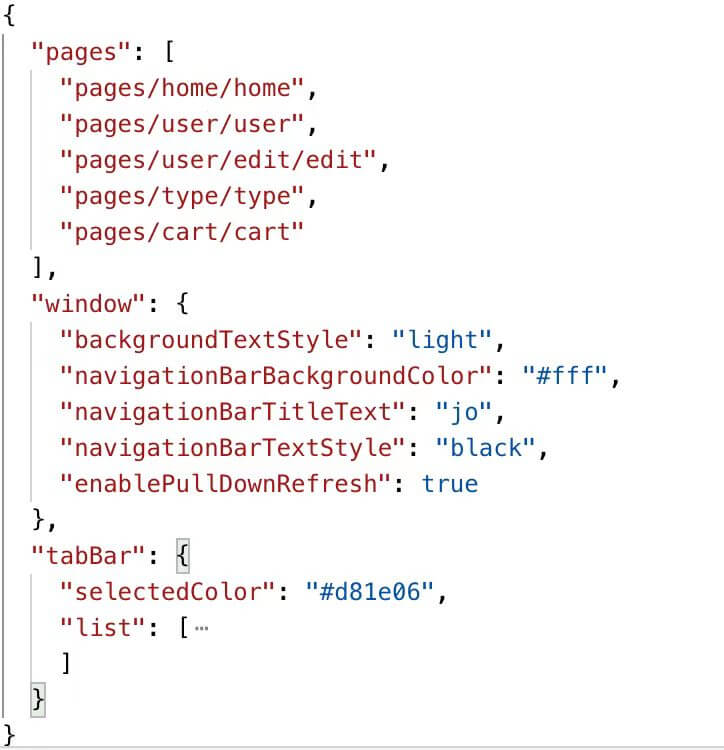 {
  "pages": [
    "pages/home/home",
    "pages/user/user",
    "pages/user/edit/edit",
    "pages/type/type",
    "pages/cart/cart"
  ],
  "window": {
    "backgroundTextStyle": "light",
    "navigationBarBackgroundColor": "#fff",
    "navigationBarTitleText": "jo",
    "navigationBarTextStyle": "black",
    "enablePullDownRefresh": true
  },
  "tabBar": {
    "selectedColor": "#d81e06",
    "list": [⋯
    ]
  }
}